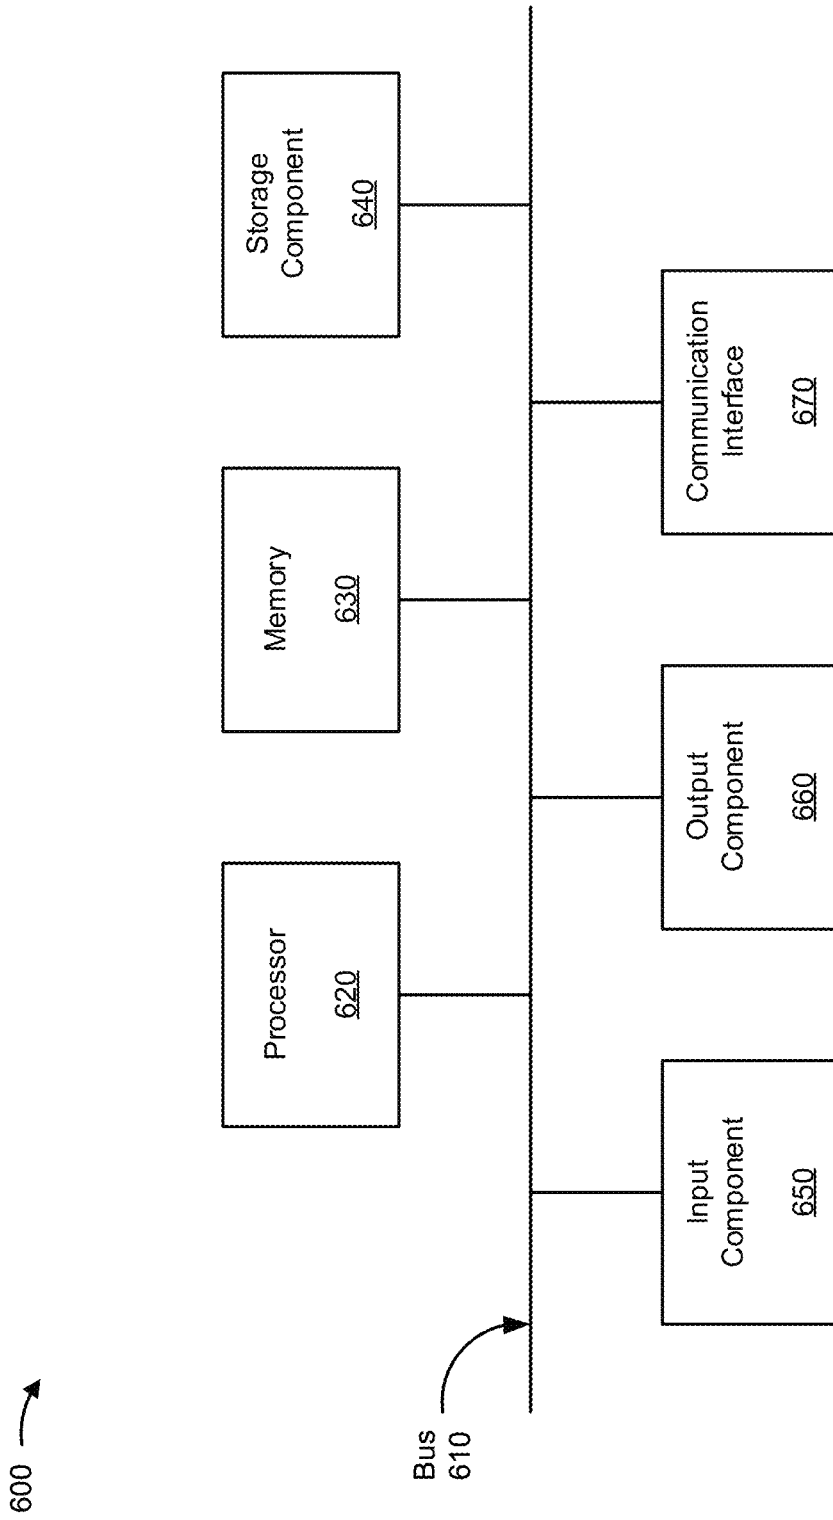 600
Bus
610
Processor
620
Memory
630
Storage
Component
640
Input
Component
650
Output
Component
660
Communication
Interface
670